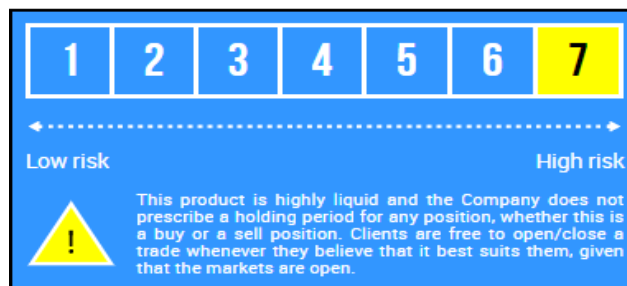 1 2 3 4 5 6 7
Low risk High risk
!
This product is highly liquid and the Company does not
prescribe a holding period for any position, whether this is
a buy or a sell position. Clients are free to open/close a
trade whenever they believe that it best suits them, given
that the markets are open.